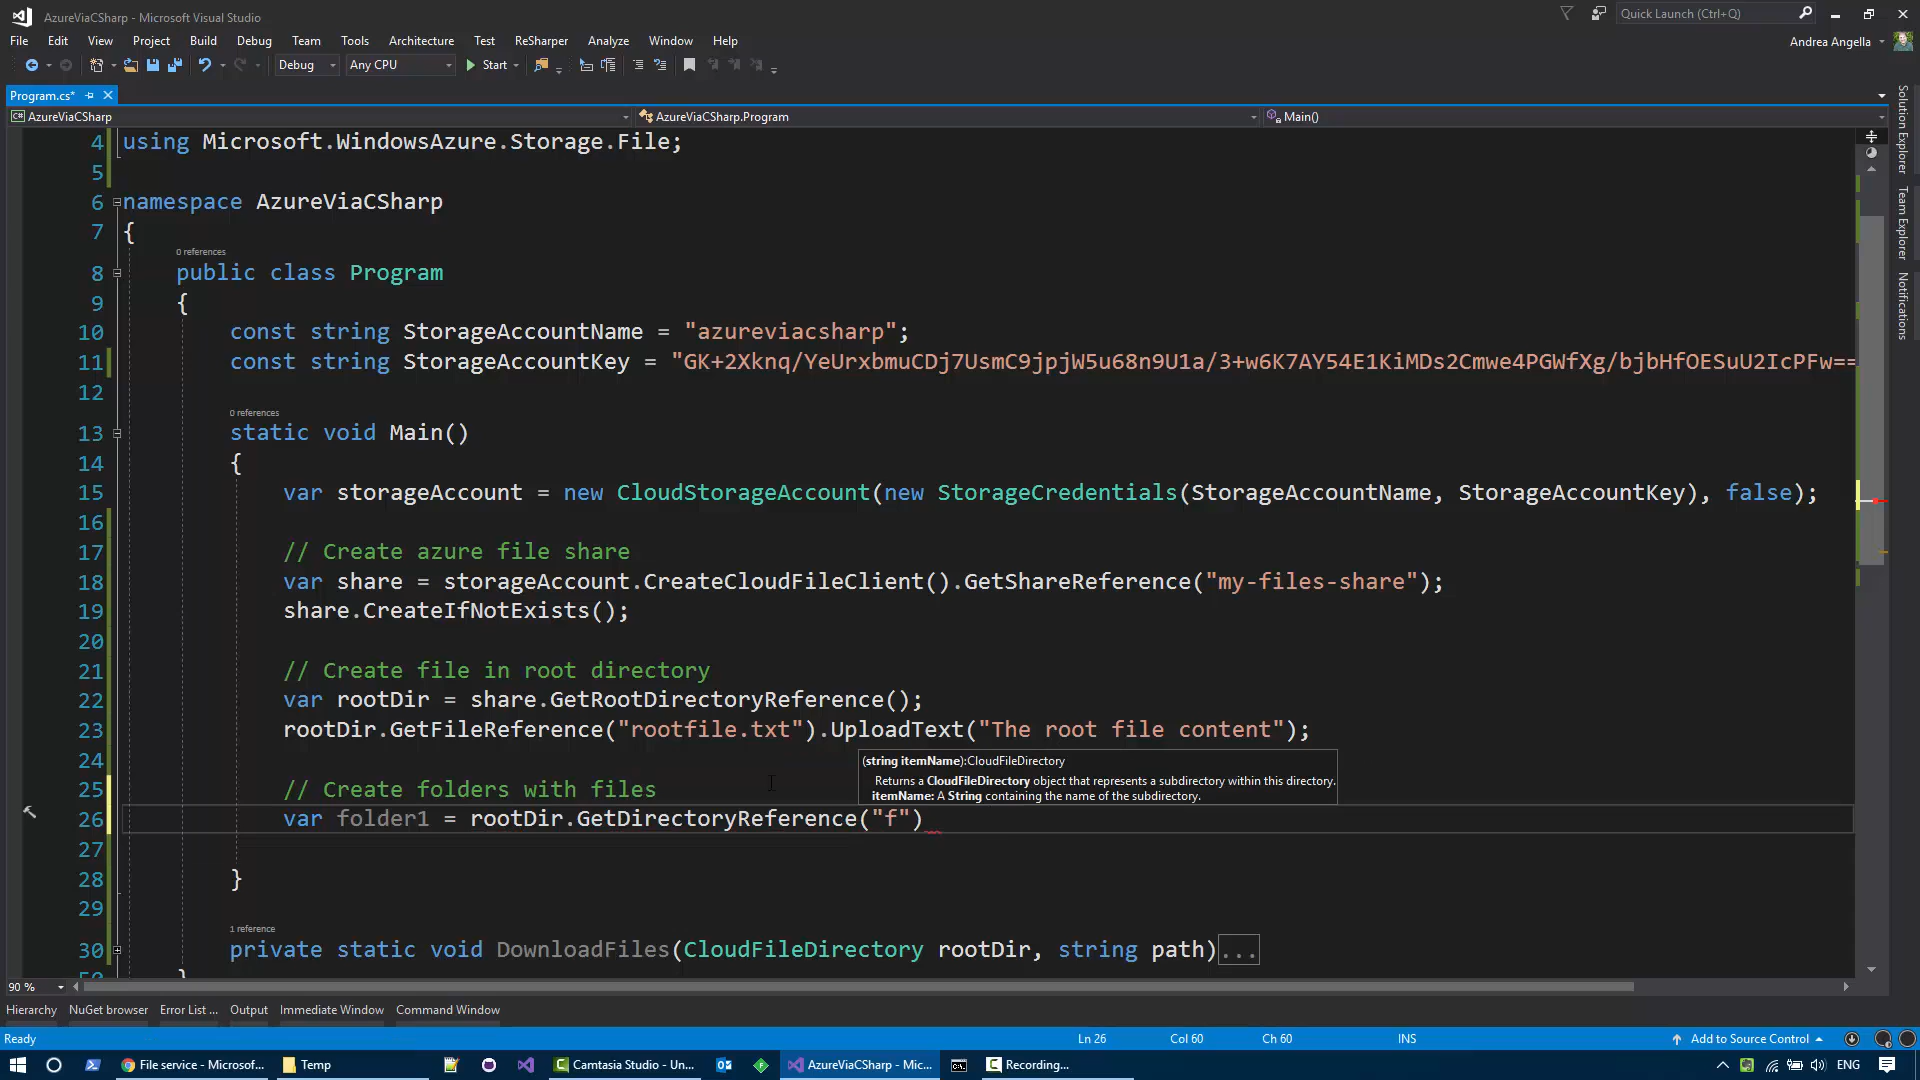 AzureViaCSharp - Microsoft Visual Studio
Quick Launch (Ctrl+Q)
File Edit View Project Build Debug Team Tools Architecture Test ReSharper Analyze Window Help
Andrea Angella
Debug Any CPU Start
Program.cs*
AzureViaCSharp AzureViaCSharp.Program Main()
4 using Microsoft.WindowsAzure.Storage.File;
5
6 namespace AzureViaCSharp
7 {
0 references
8 public class Program
9 {
10 const string StorageAccountName = "azureviacsharp";
11 const string StorageAccountKey = "GK+2Xknq/YeUrxbmuCDj7UsmC9jpjW5u68n9U1a/3+w6K7AY54E1KiMDs2Cmwe4PGWfXg/bjbHfOESuU2IcPFw==
12
0 references
13 static void Main()
14 {
15 var storageAccount = new CloudStorageAccount(new StorageCredentials(StorageAccountName, StorageAccountKey), false);
16
17 // Create azure file share
18 var share = storageAccount.CreateCloudFileClient().GetShareReference("my-files-share");
19 share.CreateIfNotExists();
20
21 // Create file in root directory
22 var rootDir = share.GetRootDirectoryReference();
23 rootDir.GetFileReference("rootfile.txt").UploadText("The root file content");
24
(string itemName):CloudFileDirectory
Returns a CloudFileDirectory object that represents a subdirectory within this directory.
itemName: A String containing the name of the subdirectory.
25 // Create folders with files
26 var folder1 = rootDir.GetDirectoryReference("f")
27
28 }
29
1 reference
30 private static void DownloadFiles(CloudFileDirectory rootDir, string path)...
}
Solution Explorer
Team Explorer
Notifications
90 %
Hierarchy NuGet browser Error List ... Output Immediate Window Command Window
Ready Ln 26 Col 60 Ch 60 INS Add to Source Control
File service - Microsof... Temp Camtasia Studio - Un... AzureViaCSharp - Mic... Recording... ENG